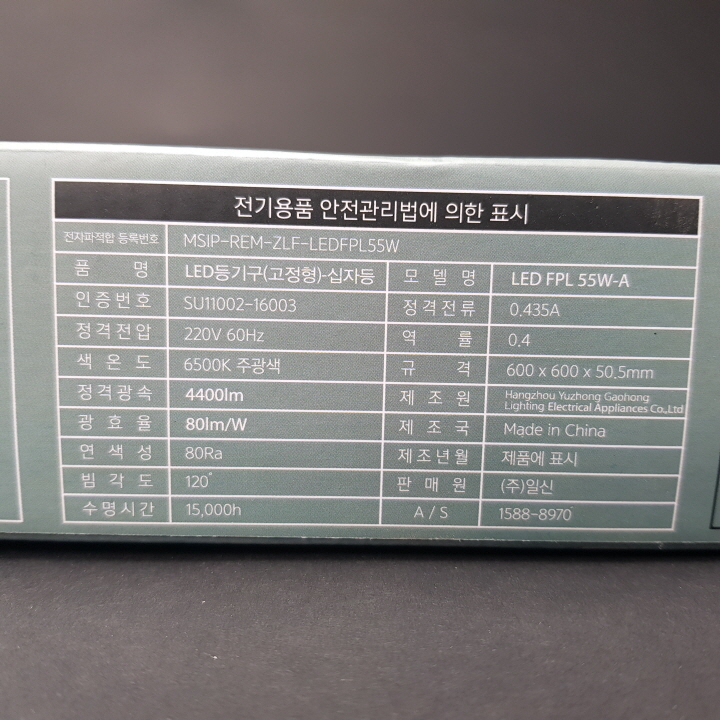 전기용품 안전관리법에 의한 표시
전자파적합 등록번호 MSIP-REM-ZLF-LEDFPL55W
품 명 LED등기구(고정형)-십자등 모 델 명 LED FPL 55W-A
인증번호 SU11002-16003 정격전류 0.435A
정격전압 220V 60Hz 역 률 0.4
색 온 도 6500K 주광색 규 격 600 x 600 x 50.5mm
정격광속 4400lm 제 조 원 Hangzhou Yuzhong Gaohong
Lighting Electrical Appliances Co.,Ltd
광 효 율 80lm/W 제 조 국 Made in China
연 색 성 80Ra 제조년월 제품에 표시
빔 각 도 120° 판 매 원 (주)일신
수명시간 15,000h A / S 1588-8970